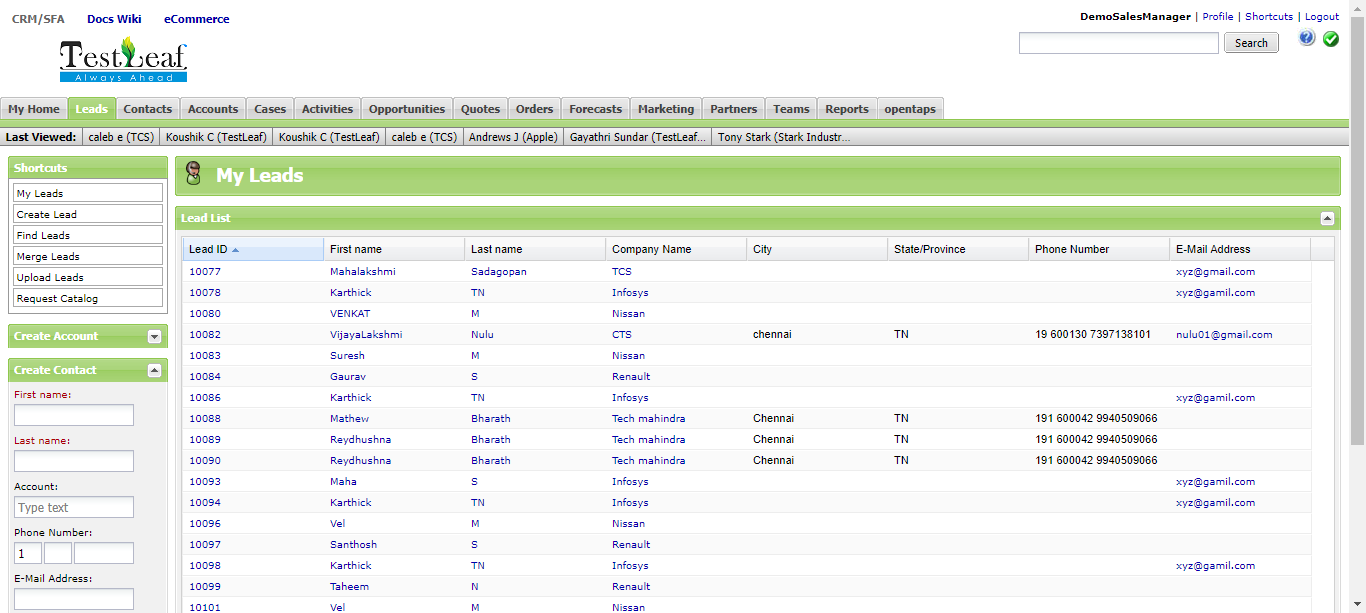 CRM/SFA Docs Wiki eCommerce
DemoSalesManager | Profile | Shortcuts | Logout
Search
TestLeaf
Always Ahead
My Home Leads Contacts Accounts Cases Activities Opportunities Quotes Orders Forecasts Marketing Partners Teams Reports opentaps
Last Viewed: caleb e (TCS) Koushik C (TestLeaf) Koushik C (TestLeaf) caleb e (TCS) Andrews J (Apple) Gayathri Sundar (TestLeaf... Tony Stark (Stark Industr...
Shortcuts
My Leads
Create Lead
Find Leads
Merge Leads
Upload Leads
Request Catalog
Create Account
Create Contact
First name:
Last name:
Account:
Type text
Phone Number:
1
E-Mail Address:
My Leads
Lead List
Lead ID First name Last name Company Name City State/Province Phone Number E-Mail Address
10077 Mahalakshmi Sadagopan TCS xyz@gmail.com
10078 Karthick TN Infosys xyz@gamil.com
10080 VENKAT M Nissan
10082 VijayaLakshmi Nulu CTS chennai TN 19 600130 7397138101 nulu01@gmail.com
10083 Suresh M Nissan
10084 Gaurav S Renault
10086 Karthick TN Infosys xyz@gamil.com
10088 Mathew Bharath Tech mahindra Chennai TN 191 600042 9940509066
10089 Reydhushna Bharath Tech mahindra Chennai TN 191 600042 9940509066
10090 Reydhushna Bharath Tech mahindra Chennai TN 191 600042 9940509066
10093 Maha S Infosys xyz@gamil.com
10094 Karthick TN Infosys xyz@gamil.com
10096 Vel M Nissan
10097 Santhosh S Renault
10098 Karthick TN Infosys xyz@gamil.com
10099 Taheem N Renault
10101 Vel M Nissan